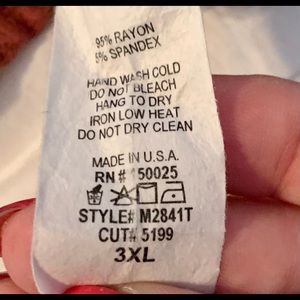 95% RAYON
5% SPANDEX
HAND WASH COLD
DO NOT BLEACH
HANG TO DRY
IRON LOW HEAT
DO NOT DRY CLEAN
MADE IN U.S.A.
RN# 150025
STYLE# M2841T
CUT# 5199
3XL